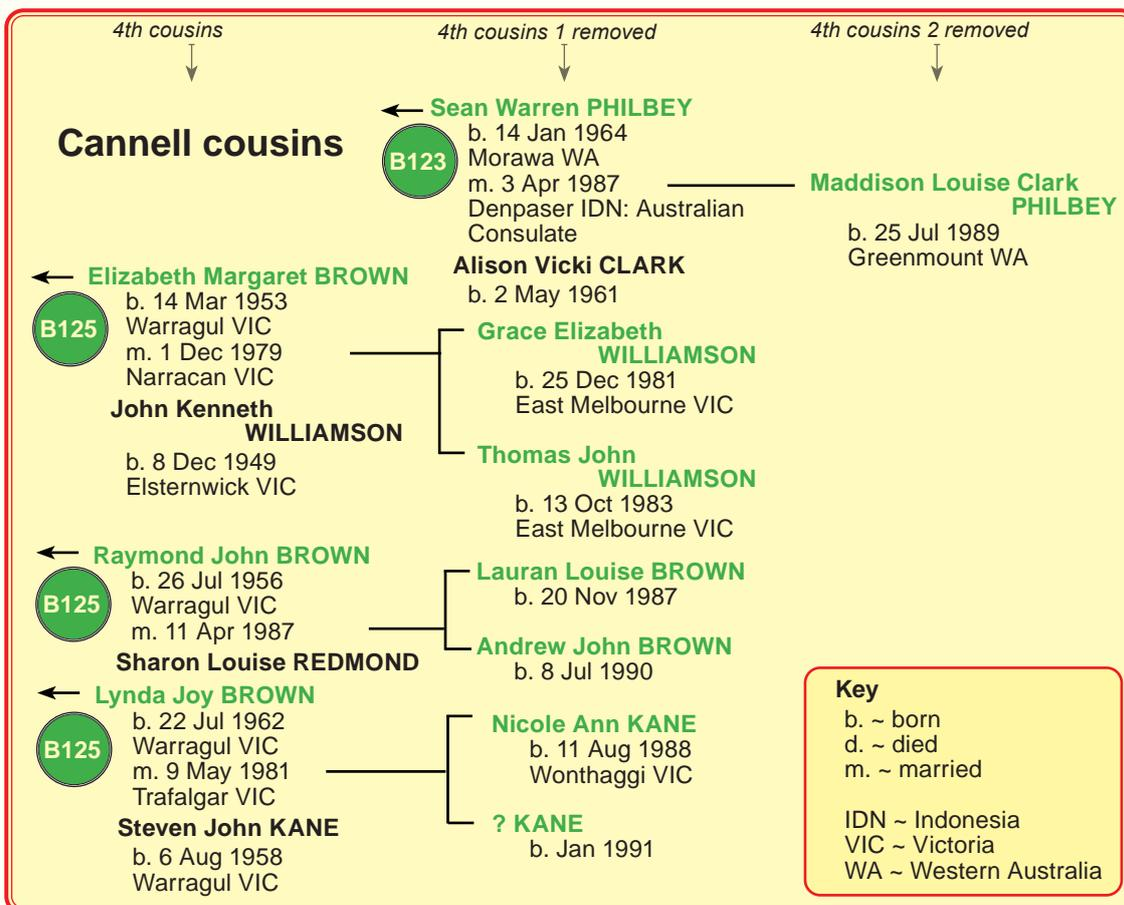 4th cousins
4th cousins 1 removed
4th cousins 2 removed
Cannell cousins
B123
Sean Warren PHILBEY
b. 14 Jan 1964
Morawa WA
m. 3 Apr 1987
Denpaser IDN: Australian
Consulate
Alison Vicki CLARK
b. 2 May 1961
Maddison Louise Clark
PHILBEY
b. 25 Jul 1989
Greenmount WA
B125
Elizabeth Margaret BROWN
b. 14 Mar 1953
Warragul VIC
m. 1 Dec 1979
Narracan VIC
John Kenneth
WILLIAMSON
b. 8 Dec 1949
Elsternwick VIC
Grace Elizabeth
WILLIAMSON
b. 25 Dec 1981
East Melbourne VIC
Thomas John
WILLIAMSON
b. 13 Oct 1983
East Melbourne VIC
B125
Raymond John BROWN
b. 26 Jul 1956
Warragul VIC
m. 11 Apr 1987
Sharon Louise REDMOND
Lauran Louise BROWN
b. 20 Nov 1987
Andrew John BROWN
b. 8 Jul 1990
B125
Lynda Joy BROWN
b. 22 Jul 1962
Warragul VIC
m. 9 May 1981
Trafalgar VIC
Steven John KANE
b. 6 Aug 1958
Warragul VIC
Nicole Ann KANE
b. 11 Aug 1988
Wonthaggi VIC
? KANE
b. Jan 1991
Key
b. ~ born
d. ~ died
m. ~ married
IDN ~ Indonesia
VIC ~ Victoria
WA ~ Western Australia